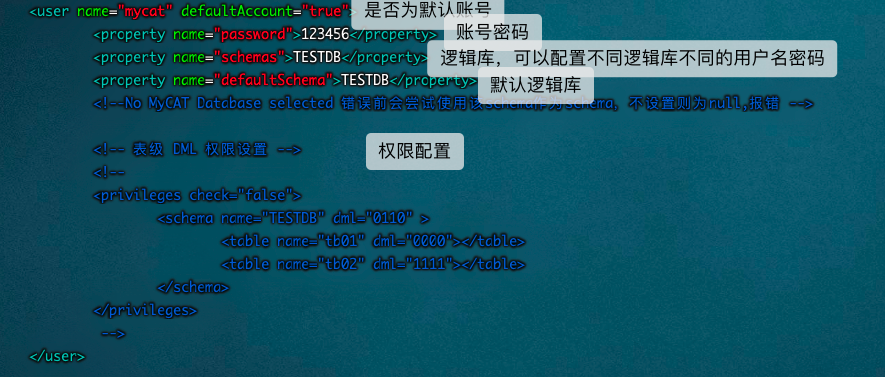 <user name="mycat" defaultAccount="true"> 是否为默认账号
<property name="password">123456</property> 账号密码
<property name="schemas">TESTDB</property> 逻辑库，可以配置不同逻辑库不同的用户名密码
<property name="defaultSchema">TESTDB</property> 默认逻辑库
<!--No MyCAT Database selected 错误前会尝试使用该schema作为schema，不设置则为null,报错 -->
<!-- 表级 DML 权限设置 --> 权限配置
<!--
<privileges check="false">
<schema name="TESTDB" dml="0110" >
<table name="tb01" dml="0000"></table>
<table name="tb02" dml="1111"></table>
</schema>
</privileges>
-->
</user>